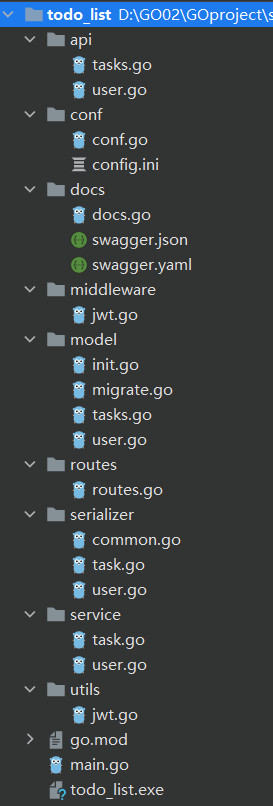 todo_list D:\GO02\GOproject\s
api
tasks.go
user.go
conf
conf.go
config.ini
docs
docs.go
swagger.json
swagger.yaml
middleware
jwt.go
model
init.go
migrate.go
tasks.go
user.go
routes
routes.go
serializer
common.go
task.go
user.go
service
task.go
user.go
utils
jwt.go
go.mod
main.go
todo_list.exe